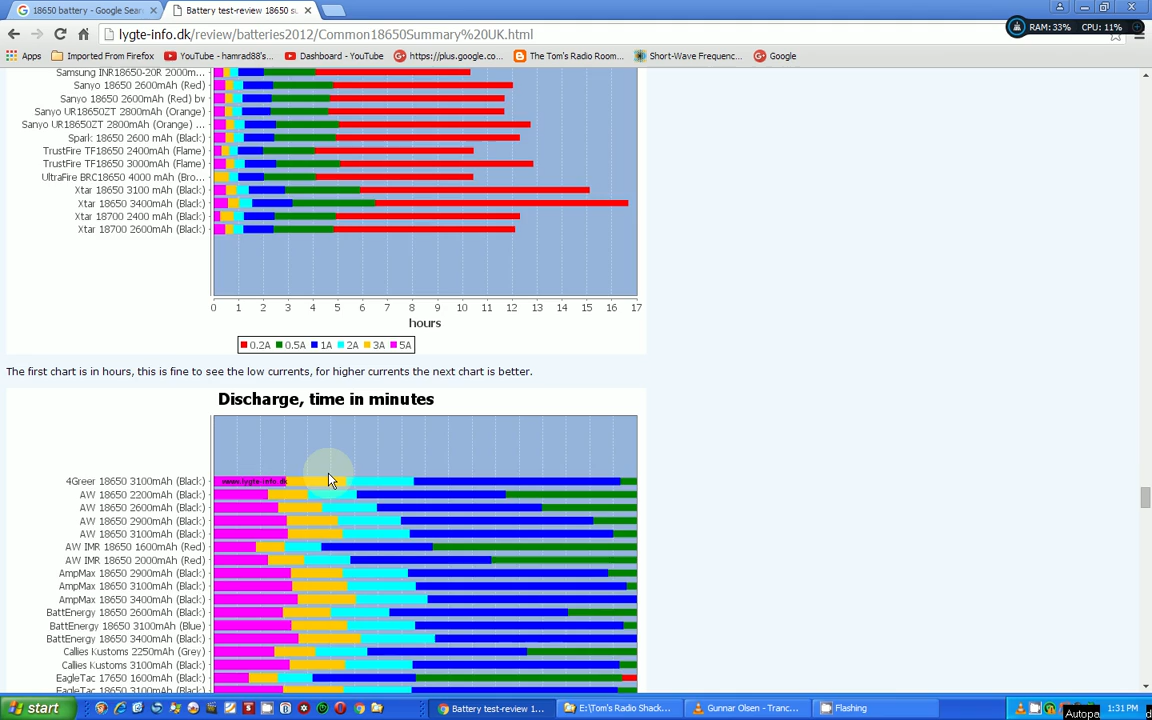 18650 battery - Google Sear
Battery test-review 18650 su
lygte-info.dk/review/batteries2012/Common18650Summary%20UK.html
RAM: 33% CPU: 11%
Apps
Imported From Firefox
YouTube - hamrad88's...
Dashboard - YouTube
https://plus.google.co...
The Tom's Radio Room...
Short-Wave Frequenc...
Google
Samsung INR18650-20R 2000m...
Sanyo 18650 2600mAh (Red)
Sanyo 18650 2600mAh (Red) bv
Sanyo UR18650ZT 2800mAh (Orange)
Sanyo UR18650ZT 2800mAh (Orange) ...
Spark 18650 2600 mAh (Black)
TrustFire TF18650 2400mAh (Flame)
TrustFire TF18650 3000mAh (Flame)
UltraFire BRC18650 4000 mAh (Bro...
Xtar 18650 3100 mAh (Black)
Xtar 18650 3400mAh (Black)
Xtar 18700 2400 mAh (Black)
Xtar 18700 2600mAh (Black)
0 1 2 3 4 5 6 7 8 9 10 11 12 13 14 15 16 17
hours
0.2A 0.5A 1A 2A 3A 5A
The first chart is in hours, this is fine to see the low currents, for higher currents the next chart is better.
Discharge, time in minutes
www.lygte-info.dk
4Greer 18650 3100mAh (Black)
AW 18650 2200mAh (Black)
AW 18650 2600mAh (Black)
AW 18650 2900mAh (Black)
AW 18650 3100mAh (Black)
AW IMR 18650 1600mAh (Red)
AW IMR 18650 2000mAh (Red)
AmpMax 18650 2900mAh (Black)
AmpMax 18650 3100mAh (Black)
AmpMax 18650 3400mAh (Black)
BattEnergy 18650 2600mAh (Black)
BattEnergy 18650 3100mAh (Blue)
BattEnergy 18650 3400mAh (Black)
Callies Kustoms 2250mAh (Grey)
Callies Kustoms 3100mAh (Black)
EagleTac 17650 1600mAh (Black)
EagleTac 18650 3100mAh (Black)
start
Battery test-review 1...
E:\Tom's Radio Shack...
Gunnar Olsen - Tranc...
Flashing
1:31 PM
Autopa